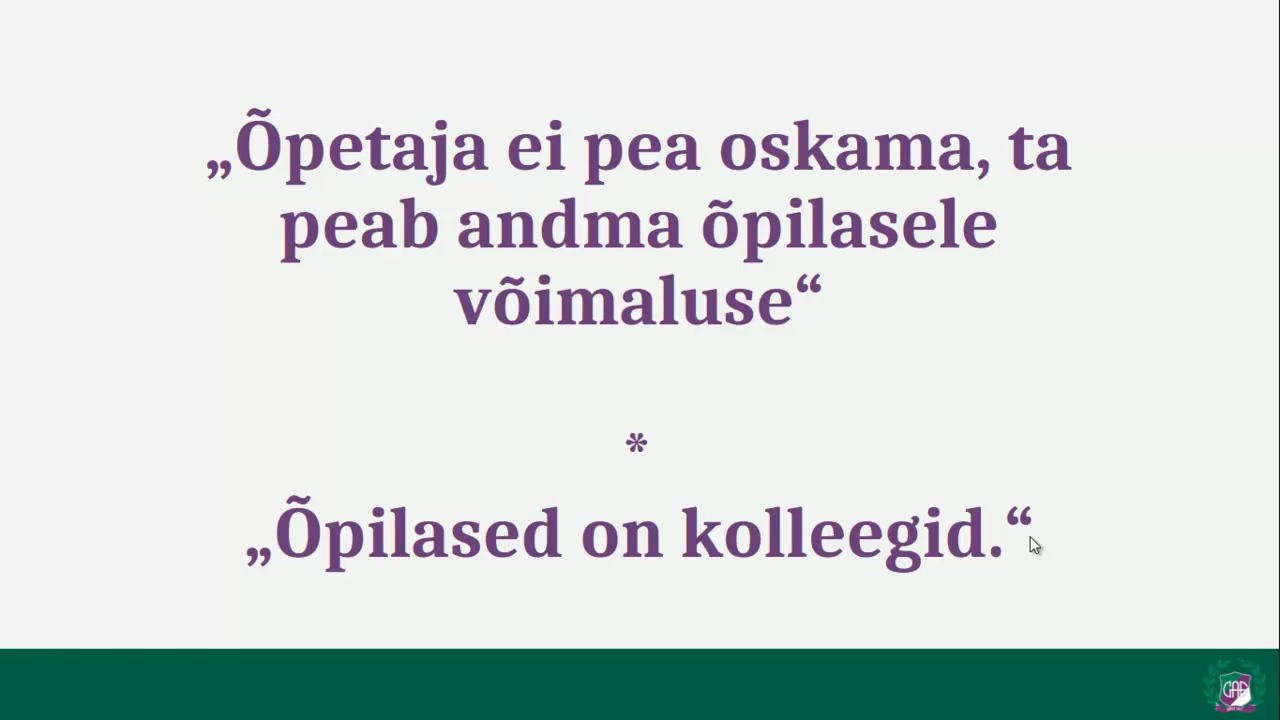 „Õpetaja ei pea oskama, ta
peab andma õpilasele
võimaluse“
*
„Õpilased on kolleegid.“